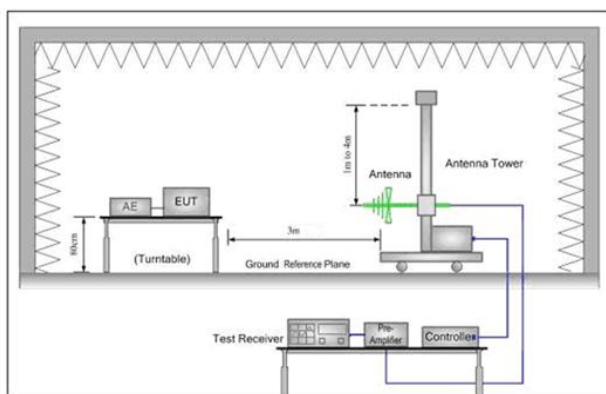 1m to 4m
Antenna
Antenna Tower
AE
EUT
80cm
3m
(Turntable)
Ground Reference Plane
Test Receiver
Pre-
Amplifier
Controller